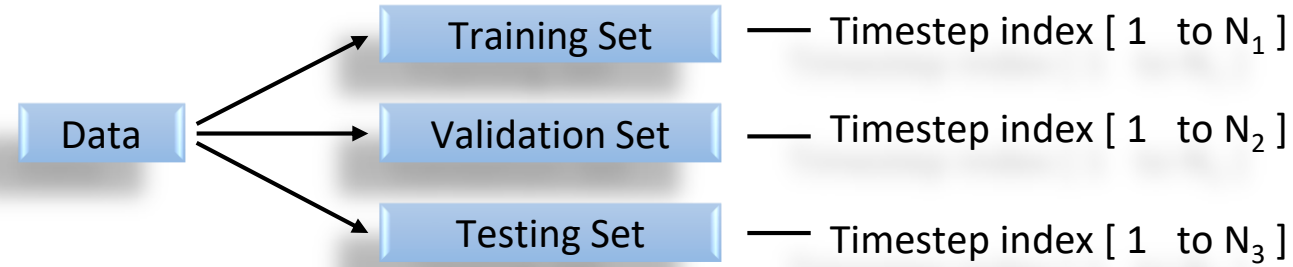 Training Set — Timestep index [ 1 to N₁ ]
Data
Validation Set — Timestep index [ 1 to N₂ ]
Testing Set — Timestep index [ 1 to N₃ ]